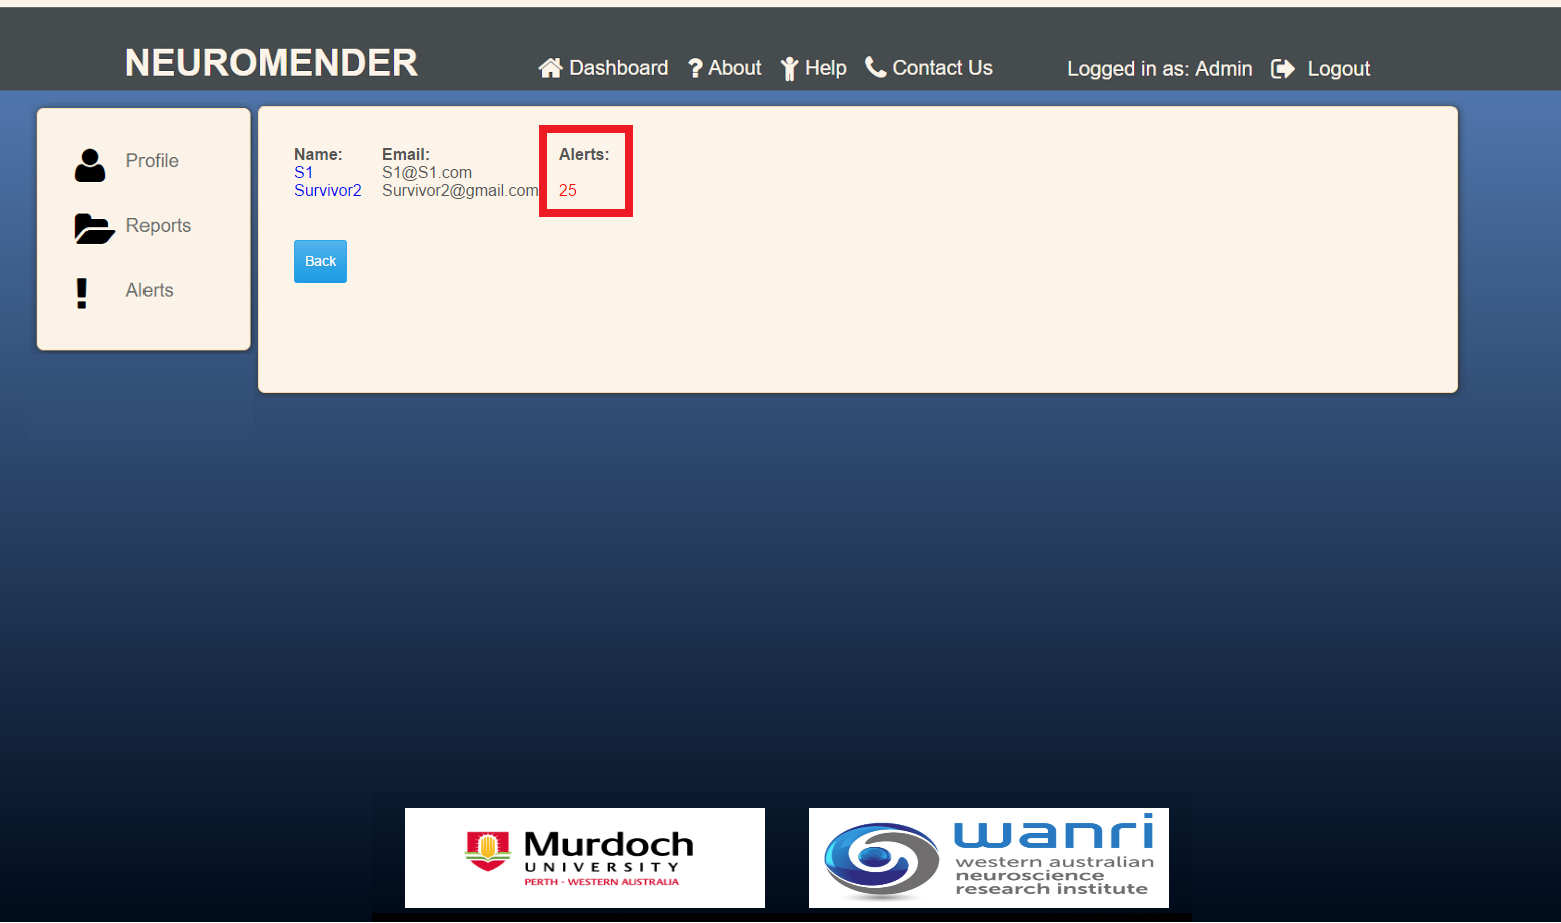 NEUROMENDER
Dashboard About Help Contact Us Logged in as: Admin Logout
Profile
Reports
Alerts
Name: Email: Alerts:
S1 S1@S1.com
Survivor2 Survivor2@gmail.com 25
Back
Murdoch
UNIVERSITY
PERTH - WESTERN AUSTRALIA
wanri
western australian
neuroscience
research institute